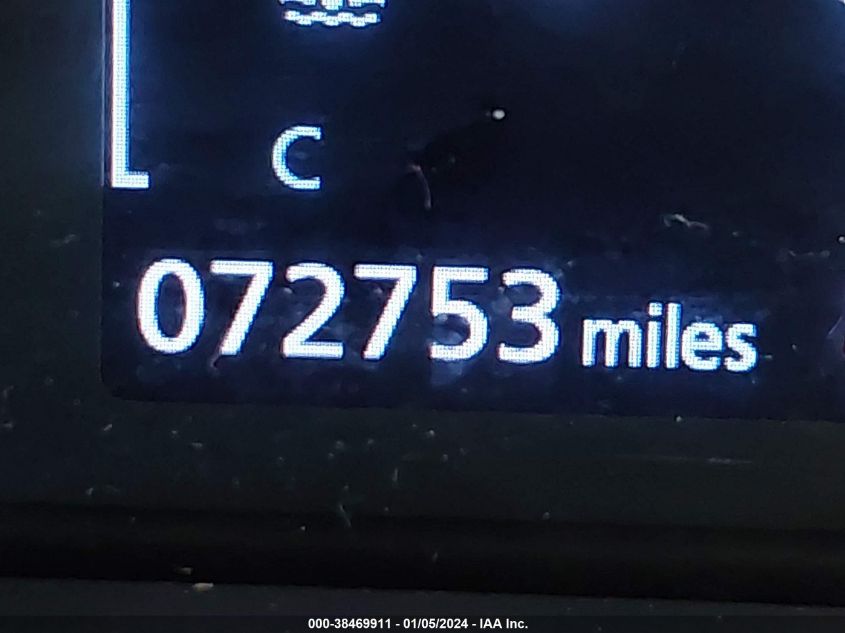 C
072753 miles
000-38469911 - 01/05/2024 - IAA Inc.